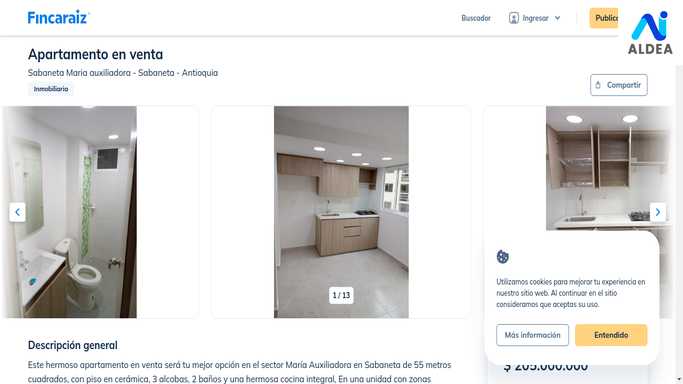 Fincaraiz
Buscador
Ingresar
Publica
ALDEA
Apartamento en venta
Sabaneta Maria auxiliadora - Sabaneta - Antioquia
Compartir
Inmobiliario
1 / 13
Utilizamos cookies para mejorar tu experiencia en
nuestro sitio web. Al continuar en el sitio
consideramos que aceptas su uso.
Más información
Entendido
Descripción general
$ 205.000.000
Este hermoso apartamento en venta será tu mejor opción en el sector María Auxiliadora en Sabaneta de 55 metros
cuadrados, con piso en cerámica, 3 alcobas, 2 baños y una hermosa cocina integral, En una unidad con zonas